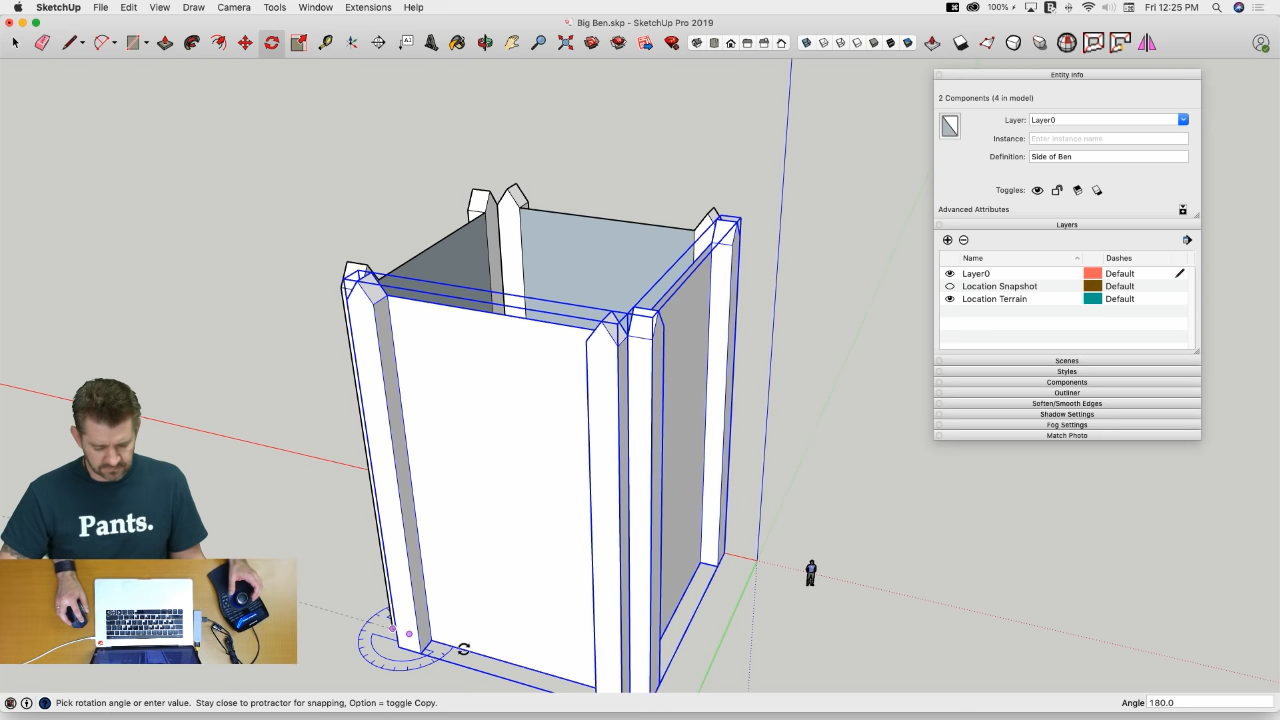 SketchUp File Edit View Draw Camera Tools Window Extensions Help 100% Fri 12:25 PM
Big Ben.skp - SketchUp Pro 2019
Entity Info
2 Components (4 in model)
Layer: Layer0
Instance: Enter instance name
Definition: Side of Ben
Toggles:
Advanced Attributes
Layers
Name Dashes
Layer0 Default
Location Snapshot Default
Location Terrain Default
Scenes
Styles
Components
Outliner
Soften/Smooth Edges
Shadow Settings
Fog Settings
Match Photo
Pants.
Pick rotation angle or enter value. Stay close to protractor for snapping, Option = toggle Copy. Angle 180.0